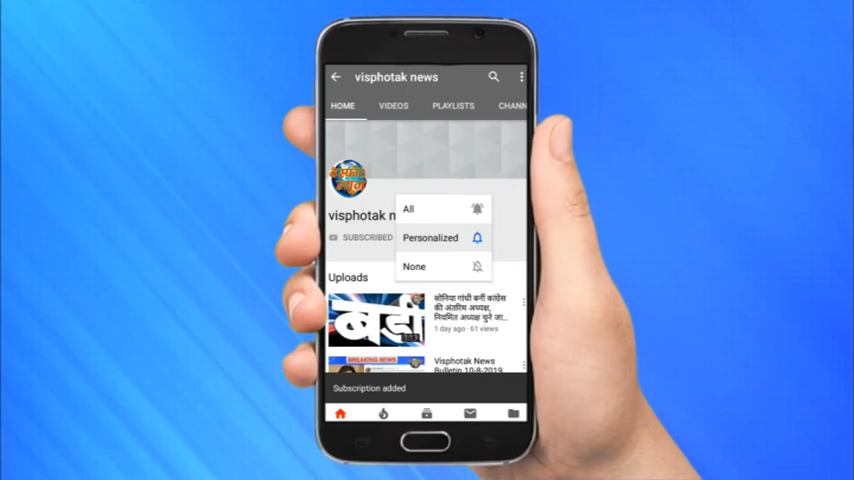 visphotak news
HOME VIDEOS PLAYLISTS CHANN
विस्फोट
न्यूज
All
visphotak n
Personalized
SUBSCRIBED
None
Uploads
बडी
सोनिया गांधी बनीं कांग्रेस
की अंतरिम अध्यक्ष,
नियमित अध्यक्ष चुने जा...
1 day ago · 61 views
BREAKING NEWS
Visphotak News
Bulletin 10-8-2019
Subscription added